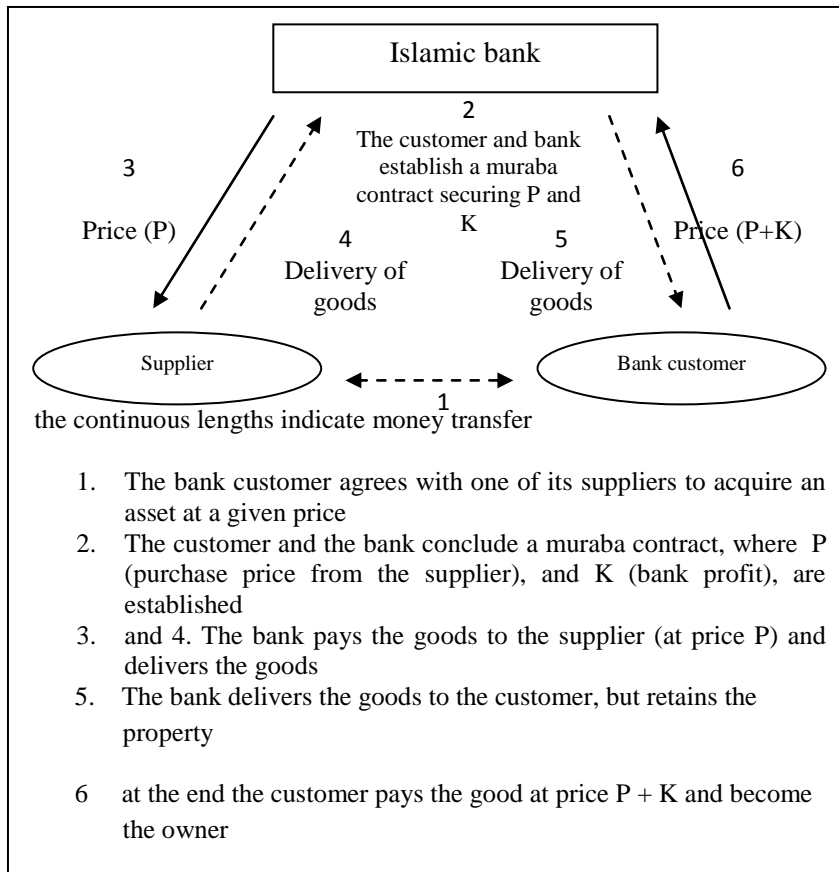 Islamic bank
2
The customer and bank
establish a muraba
contract securing P and
K
3
Price (P)
6
Price (P+K)
4
Delivery of
goods
5
Delivery of
goods
Supplier
Bank customer
1
the continuous lengths indicate money transfer
1. The bank customer agrees with one of its suppliers to acquire an
asset at a given price
2. The customer and the bank conclude a muraba contract, where P
(purchase price from the supplier), and K (bank profit), are
established
3. and 4. The bank pays the goods to the supplier (at price P) and
delivers the goods
5. The bank delivers the goods to the customer, but retains the
property
6 at the end the customer pays the good at price P + K and become
the owner